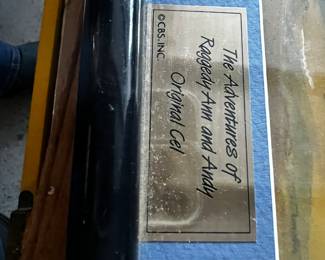 The Adventures of
Raggedy Ann and Andy
Original Cel
©CBS, INC.